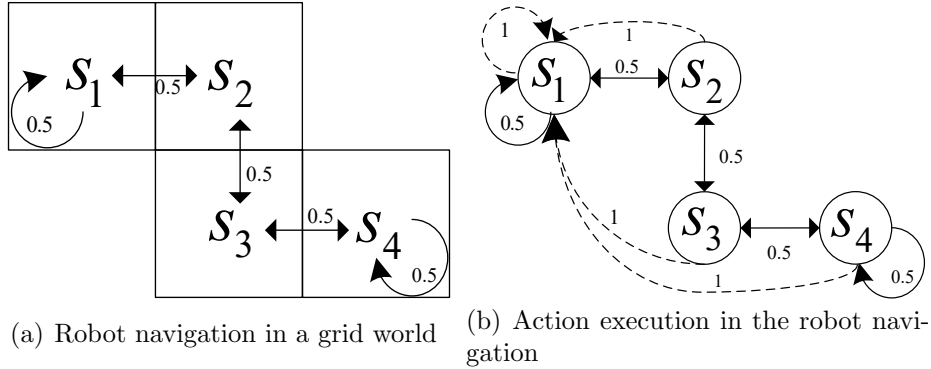 S1 0.5 S2
0.5
0.5
S3 0.5 S4
0.5
(a) Robot navigation in a grid world
1
1
S1 0.5 S2
0.5
0.5
1
S3 0.5 S4
1
0.5
(b) Action execution in the robot navi-
gation